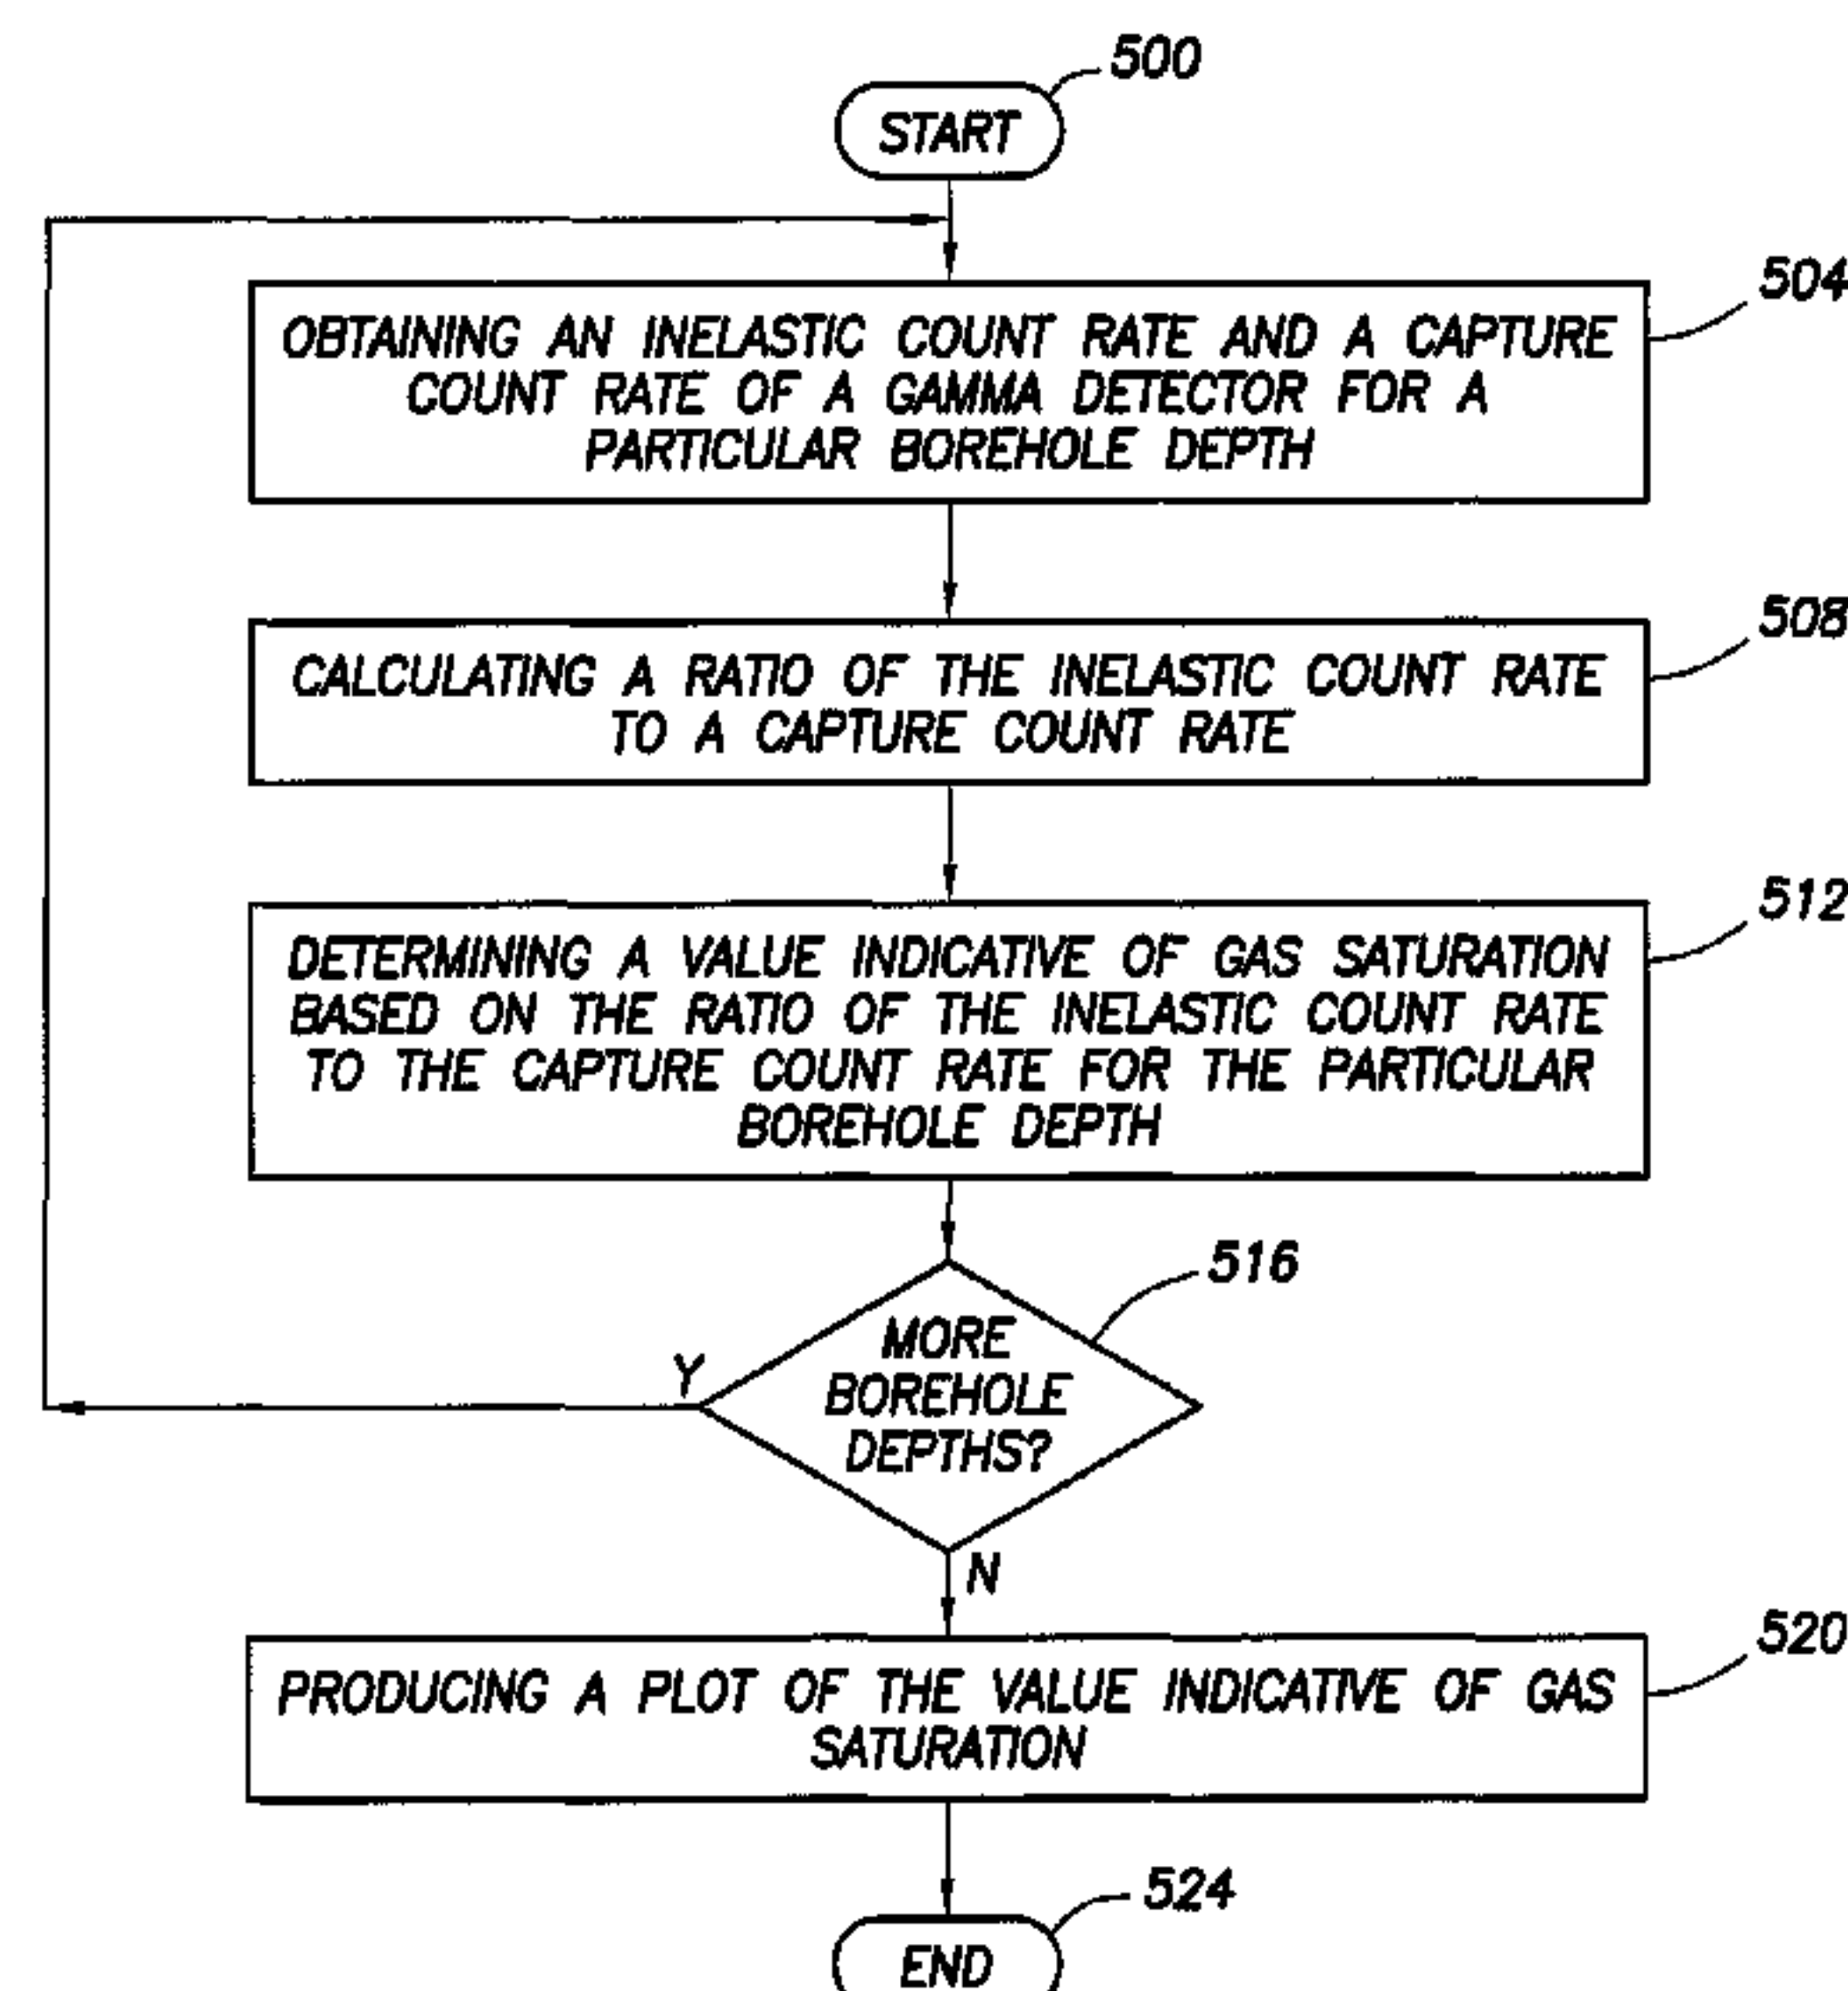 500
START
504
OBTAINING AN INELASTIC COUNT RATE AND A CAPTURE
COUNT RATE OF A GAMMA DETECTOR FOR A
PARTICULAR BOREHOLE DEPTH
508
CALCULATING A RATIO OF THE INELASTIC COUNT RATE
TO A CAPTURE COUNT RATE
512
DETERMINING A VALUE INDICATIVE OF GAS SATURATION
BASED ON THE RATIO OF THE INELASTIC COUNT RATE
TO THE CAPTURE COUNT RATE FOR THE PARTICULAR
BOREHOLE DEPTH
516
MORE
BOREHOLE
DEPTHS?
Y
N
520
PRODUCING A PLOT OF THE VALUE INDICATIVE OF GAS
SATURATION
524
END